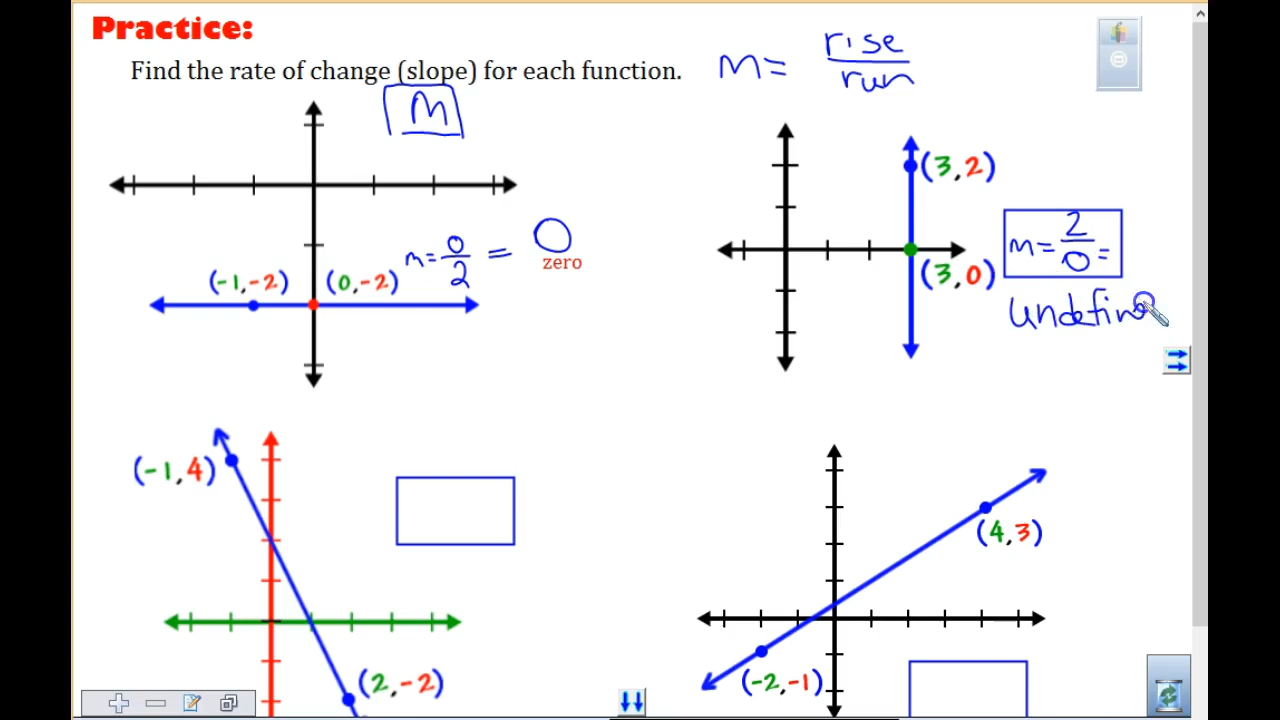 Practice:
Find the rate of change (slope) for each function.
m = rise/run
m
(3,2)
m = 0/2 = 0
zero
(-1,-2) (0,-2)
m = 2/0 =
(3,0)
undefin
(-1,4)
(4,3)
(2,-2)
(-2,-1)